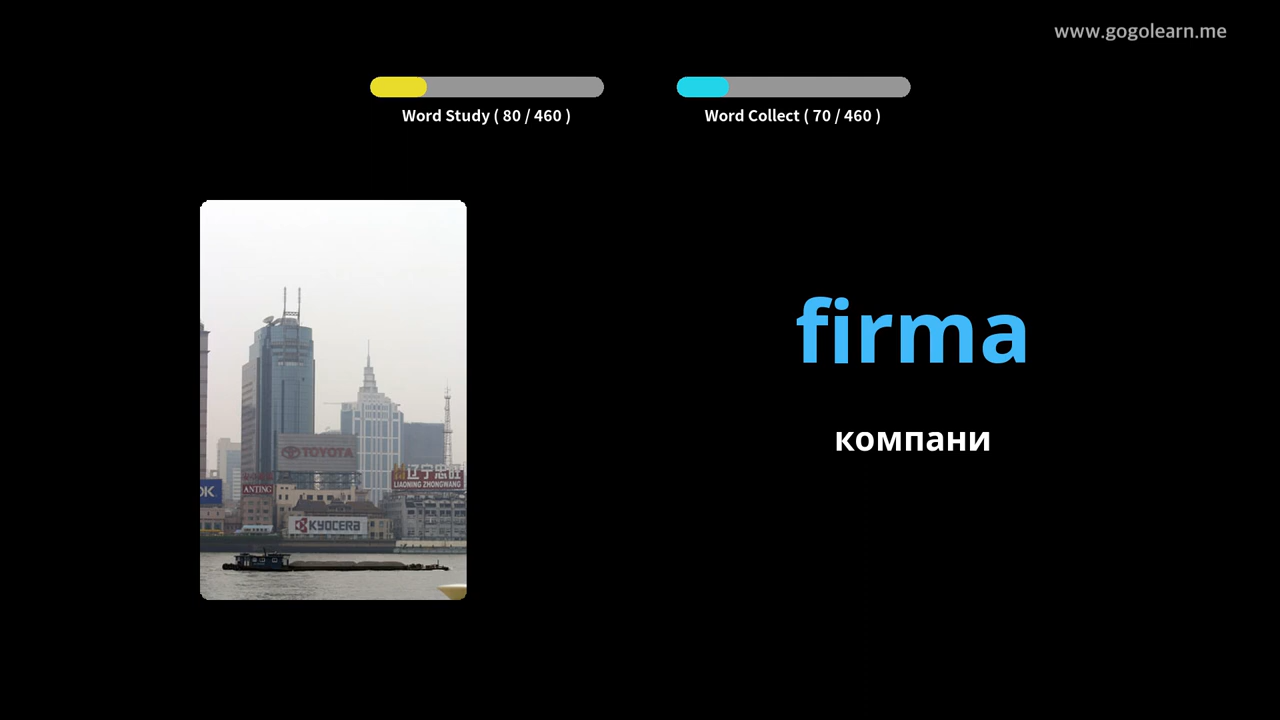 www.gogolearn.me
Word Study ( 80 / 460 )
Word Collect ( 70 / 460 )
firma
компани
TOYOTA
辽宁忠旺
LIAONING ZHONGWANG
ANTING
OK
KYOCERA